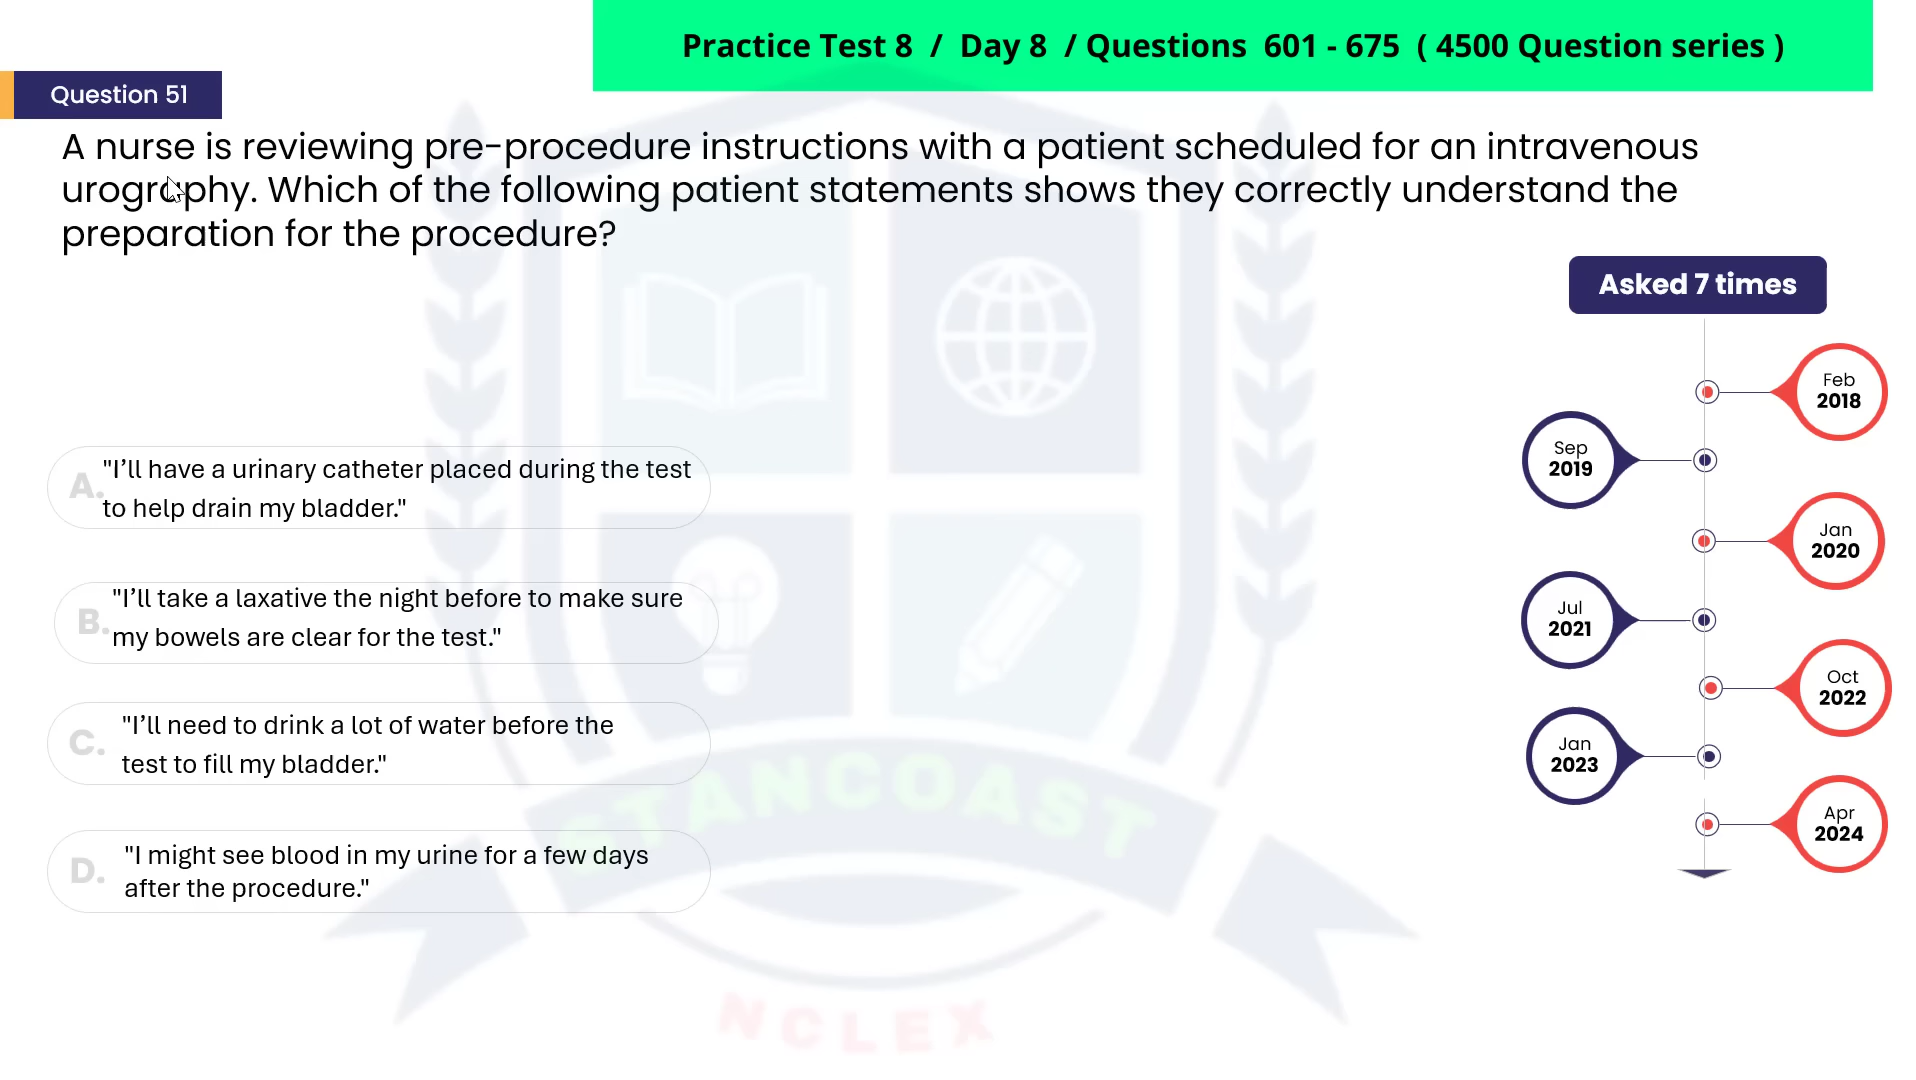 Practice Test 8 / Day 8 / Questions 601 - 675 ( 4500 Question series )
Question 51
A nurse is reviewing pre-procedure instructions with a patient scheduled for an intravenous
urography. Which of the following patient statements shows they correctly understand the
preparation for the procedure?
Asked 7 times
Feb
2018
Sep
2019
Jan
2020
Jul
2021
Oct
2022
Jan
2023
Apr
2024
A. "I’ll have a urinary catheter placed during the test
to help drain my bladder."
B. "I’ll take a laxative the night before to make sure
my bowels are clear for the test."
C. "I’ll need to drink a lot of water before the
test to fill my bladder."
D. "I might see blood in my urine for a few days
after the procedure."
STANCOAST
NCLEX